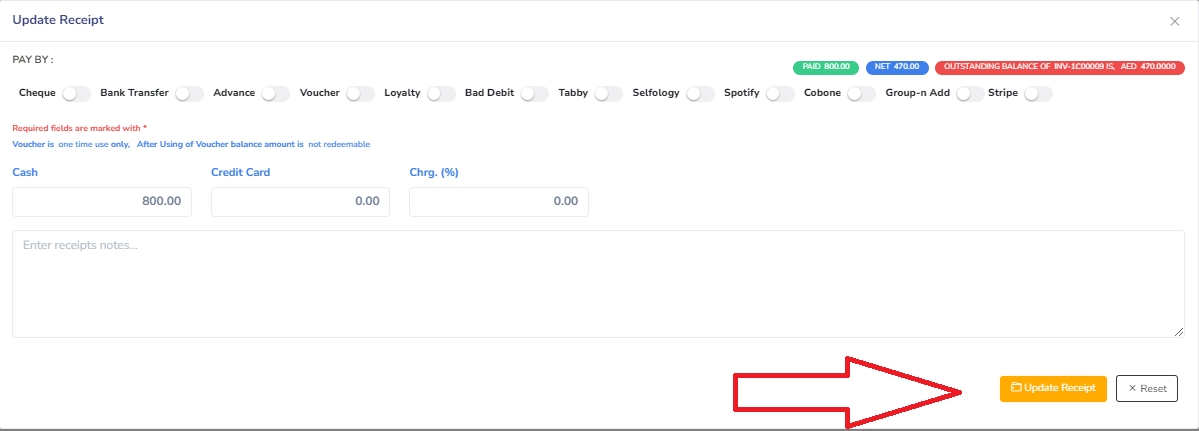 Update Receipt
PAY BY :
PAID 800.00 NET 470.00 OUTSTANDING BALANCE OF INV-1C00009 IS, AED 470.0000
Cheque Bank Transfer Advance Voucher Loyalty Bad Debit Tabby Selfology Spotify Cobone Group-n Add Stripe
Required fields are marked with *
Voucher is one time use only, After Using of Voucher balance amount is not redeemable
Cash Credit Card Chrg. (%)
800.00 0.00 0.00
Enter receipts notes...
Update Receipt Reset